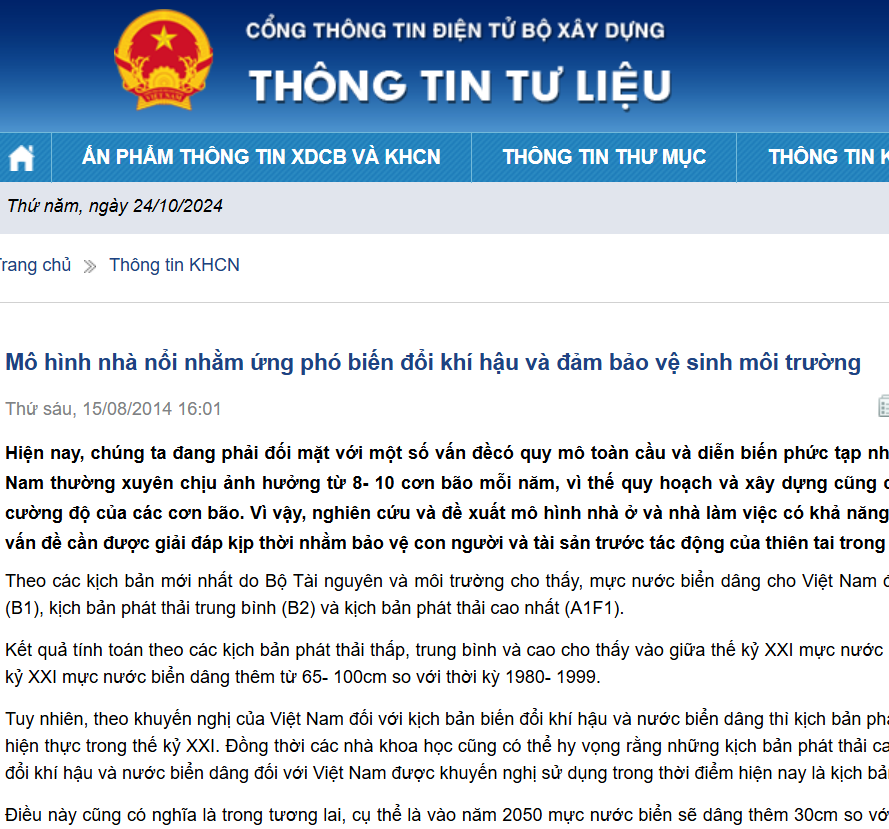 CỔNG THÔNG TIN ĐIỆN TỬ BỘ XÂY DỰNG
THÔNG TIN TƯ LIỆU
VIỆT NAM
ẤN PHẨM THÔNG TIN XDCB VÀ KHCN
THÔNG TIN THƯ MỤC
THÔNG TIN K
Thứ năm, ngày 24/10/2024
rang chủ
Thông tin KHCN
Mô hình nhà nổi nhằm ứng phó biến đổi khí hậu và đảm bảo vệ sinh môi trường
Thứ sáu, 15/08/2014 16:01
Hiện nay, chúng ta đang phải đối mặt với một số vấn đềcó quy mô toàn cầu và diễn biến phức tạp nh
Nam thường xuyên chịu ảnh hưởng từ 8- 10 cơn bão mỗi năm, vì thế quy hoạch và xây dựng cũng
cường độ của các cơn bão. Vì vậy, nghiên cứu và đề xuất mô hình nhà ở và nhà làm việc có khả năng
vấn đề cần được giải đáp kịp thời nhằm bảo vệ con người và tài sản trước tác động của thiên tai trong
Theo các kịch bản mới nhất do Bộ Tài nguyên và môi trường cho thấy, mực nước biển dâng cho Việt Nam
(B1), kịch bản phát thải trung bình (B2) và kịch bản phát thải cao nhất (A1F1).
Kết quả tính toán theo các kịch bản phát thải thấp, trung bình và cao cho thấy vào giữa thế kỷ XXI mực nước
kỷ XXI mực nước biển dâng thêm từ 65- 100cm so với thời kỳ 1980- 1999.
Tuy nhiên, theo khuyến nghị của Việt Nam đối với kịch bản biến đổi khí hậu và nước biển dâng thì kịch bản phá
hiện thực trong thế kỷ XXI. Đồng thời các nhà khoa học cũng có thể hy vọng rằng những kịch bản phát thải ca
đổi khí hậu và nước biển dâng đối với Việt Nam được khuyến nghị sử dụng trong thời điểm hiện nay là kịch bả
Điều này cũng có nghĩa là trong tương lai, cụ thể là vào năm 2050 mực nước biển sẽ dâng thêm 30cm so vớ